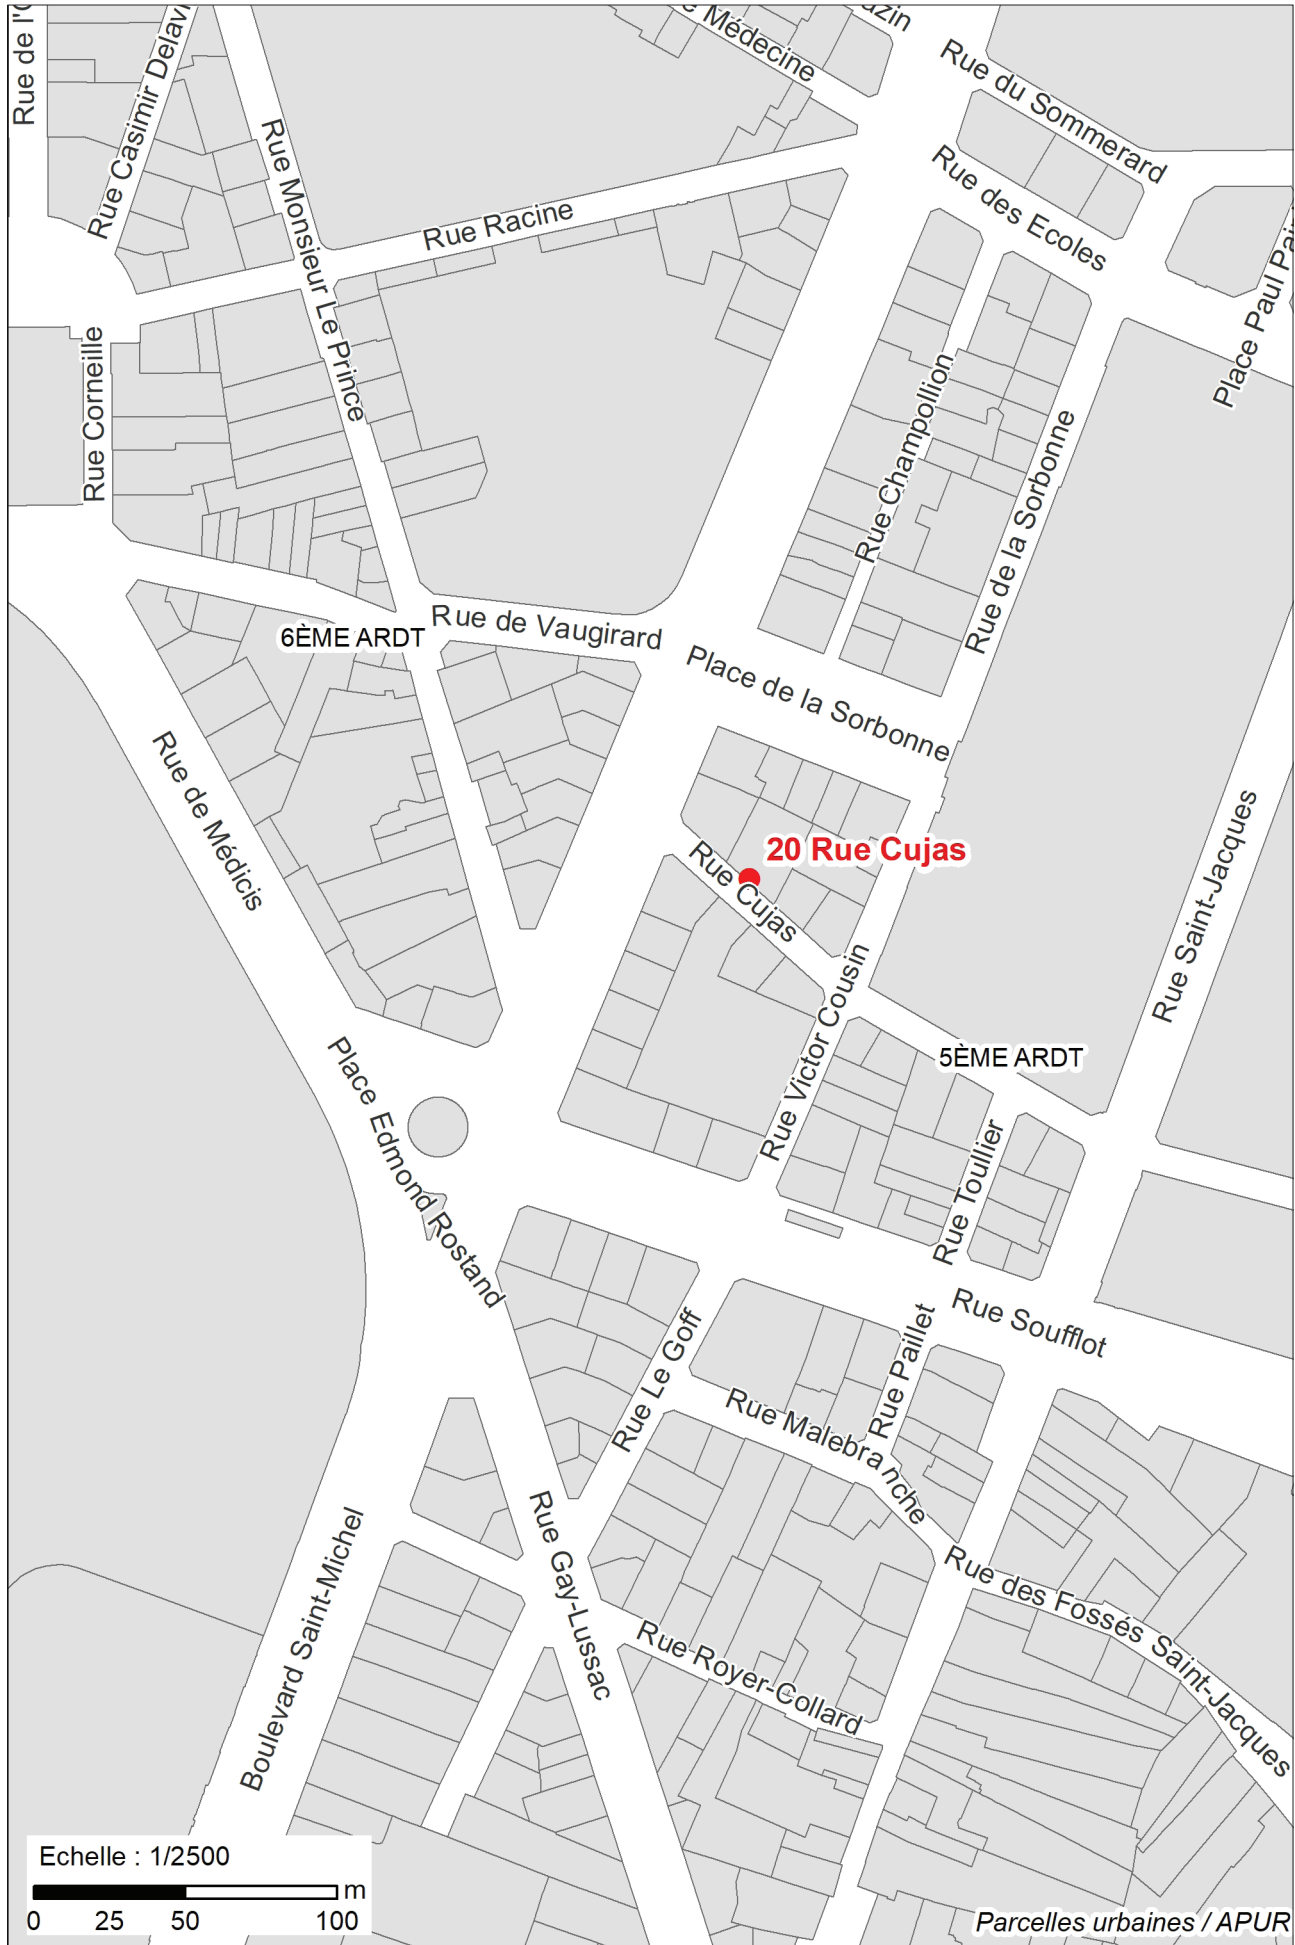 Rue de l'O
Rue Casimir Delavi
Rue Monsieur Le Prince
Médecine
Rue du Sommerard
Rue des Ecoles
Rue Racine
Place Paul Pain
Rue Corneille
Rue Champollion
Rue de la Sorbonne
Rue de Vaugirard
6ÈME ARDT
Place de la Sorbonne
Rue de Médicis
20 Rue Cujas
Rue Cujas
Rue Saint-Jacques
Rue Victor Cousin
5ÈME ARDT
Place Edmond Rostand
Rue Toullier
Rue Soufflot
Rue Le Goff
Rue Paillet
Rue Malebranche
Boulevard Saint-Michel
Rue Gay-Lussac
Rue des Fossés Saint-Jacques
Rue Royer-Collard
Echelle : 1/2500
m
0 25 50 100
Parcelles urbaines / APUR